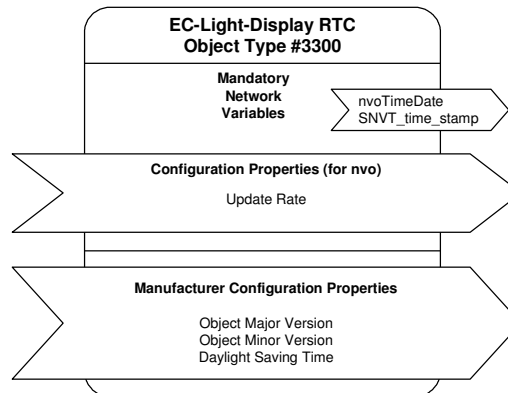 EC-Light-Display RTC
Object Type #3300
Mandatory
Network
Variables
nvoTimeDate
SNVT_time_stamp
Configuration Properties (for nvo)
Update Rate
Manufacturer Configuration Properties
Object Major Version
Object Minor Version
Daylight Saving Time